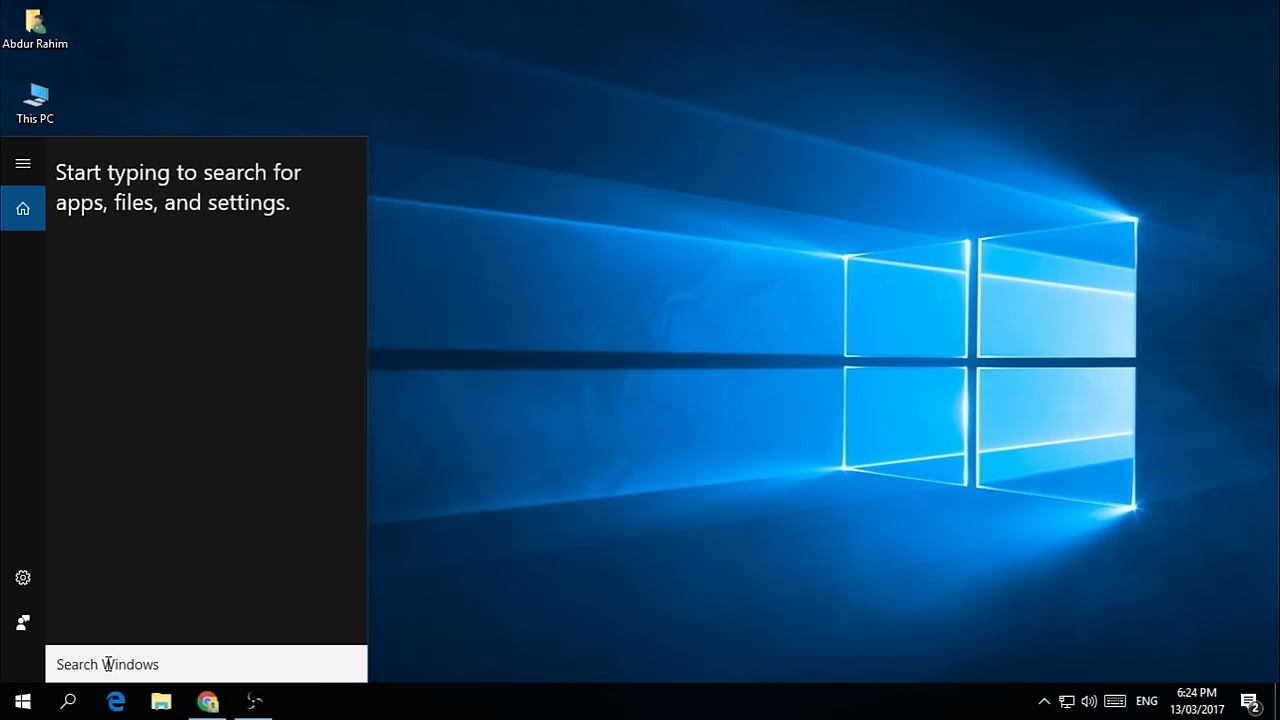 Abdur Rahim
This PC
Start typing to search for
apps, files, and settings.
Search Windows
ENG
6:24 PM
13/03/2017
2